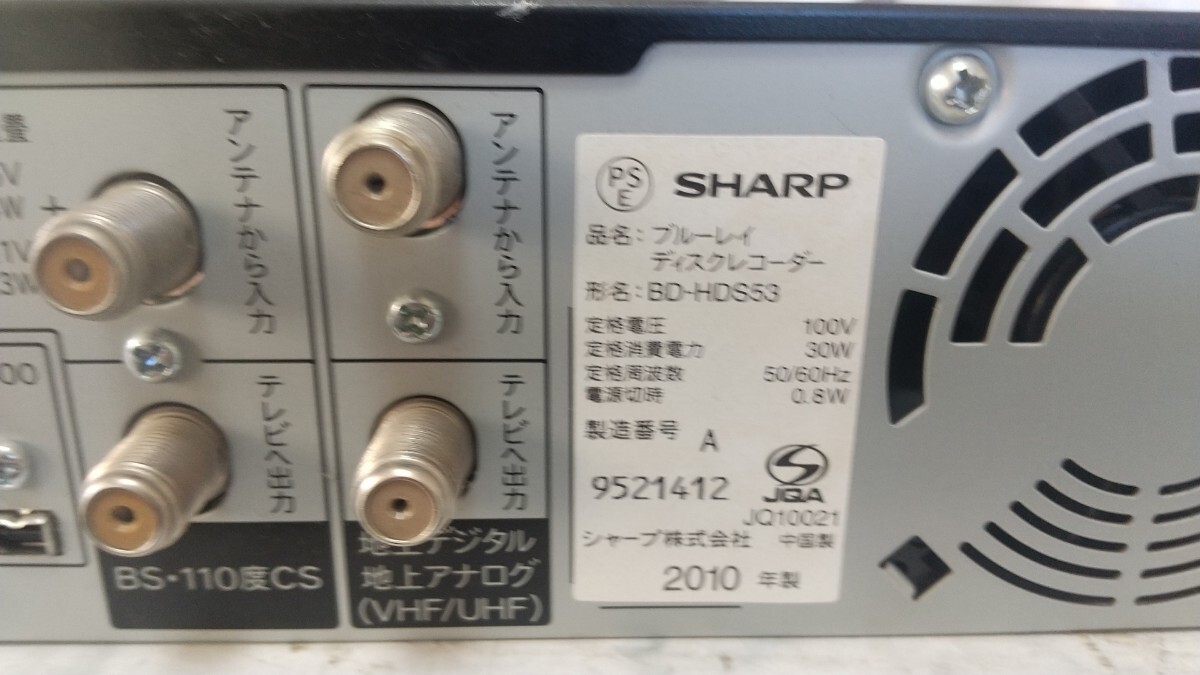 アンテナから入力
テレビへ出力
BS・110度CS
アンテナから入力
テレビへ出力
地上デジタル
地上アナログ
(VHF/UHF)
PSE
SHARP
品名:ブルーレイ
ディスクレコーダー
形名:BD-HDS53
定格電圧 100V
定格消費電力 30W
定格周波数 50/60Hz
電源切時 0.8W
製造番号 A
9521412
JQA
JQ10021
シャープ株式会社 中国製
2010 年製